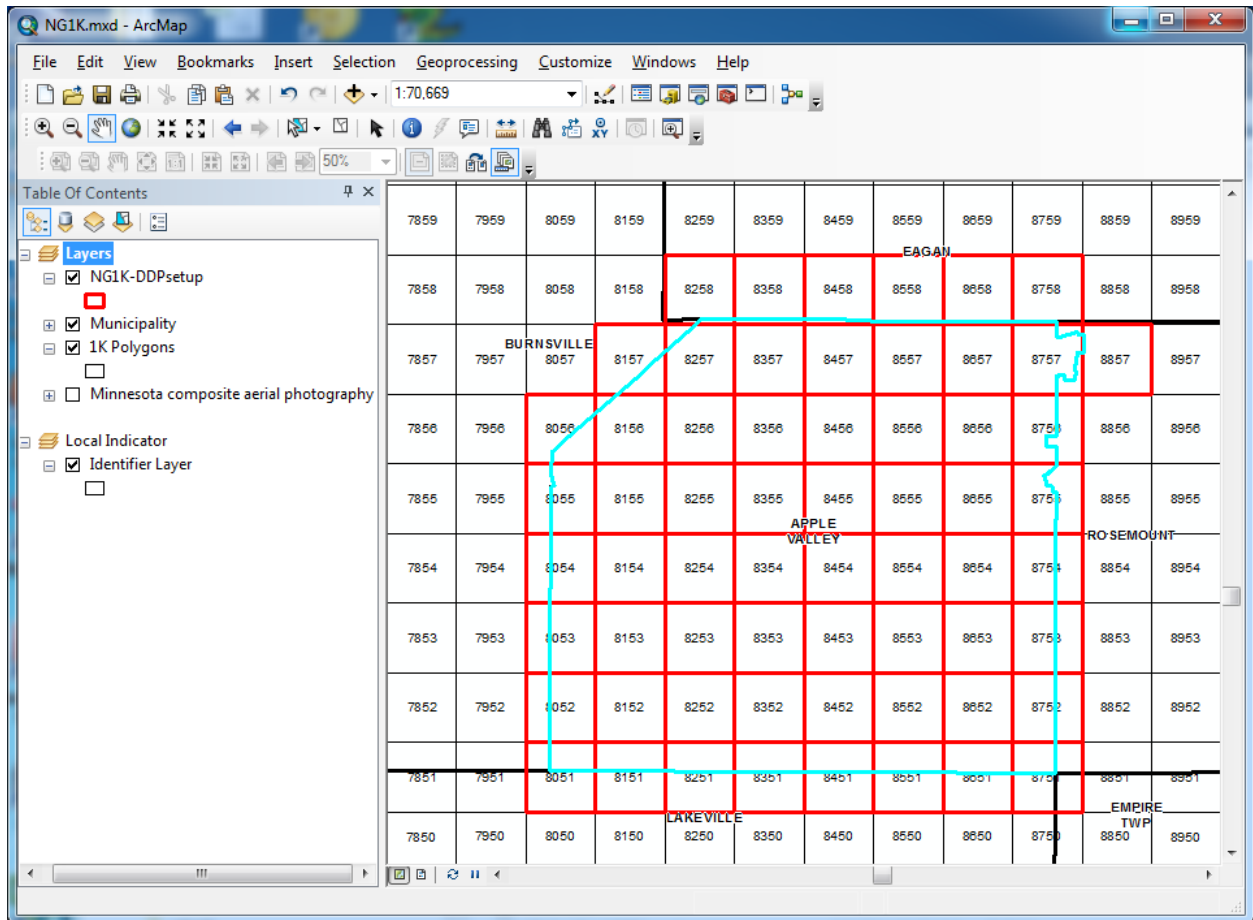 NG1K.mxd - ArcMap
File Edit View Bookmarks Insert Selection Geoprocessing Customize Windows Help
1:70,669
50%
Table Of Contents
Layers
NG1K-DDPsetup
Municipality
1K Polygons
Minnesota composite aerial photography
Local Indicator
Identifier Layer
7859 7959 8059 8159 8259 8359 8459 8559 8659 8759 8859 8959
EAGAN
7858 7958 8058 8158 8258 8358 8458 8558 8658 8758 8858 8958
BURNSVILLE
7857 7957 8057 8157 8257 8357 8457 8557 8657 8757 8857 8957
7856 7956 8056 8156 8256 8356 8456 8556 8656 8756 8856 8956
7855 7955 8055 8155 8255 8355 8455 8555 8655 8755 8855 8955
APPLE
VALLEY
ROSEMOUNT
7854 7954 8054 8154 8254 8354 8454 8554 8654 8754 8854 8954
7853 7953 8053 8153 8253 8353 8453 8553 8653 8753 8853 8953
7852 7952 8052 8152 8252 8352 8452 8552 8652 8752 8852 8952
7851 7951 8051 8151 8251 8351 8451 8551 8651 8751 8851 8951
LAKEVILLE
EMPIRE
TWP
7850 7950 8050 8150 8250 8350 8450 8550 8650 8750 8850 8950